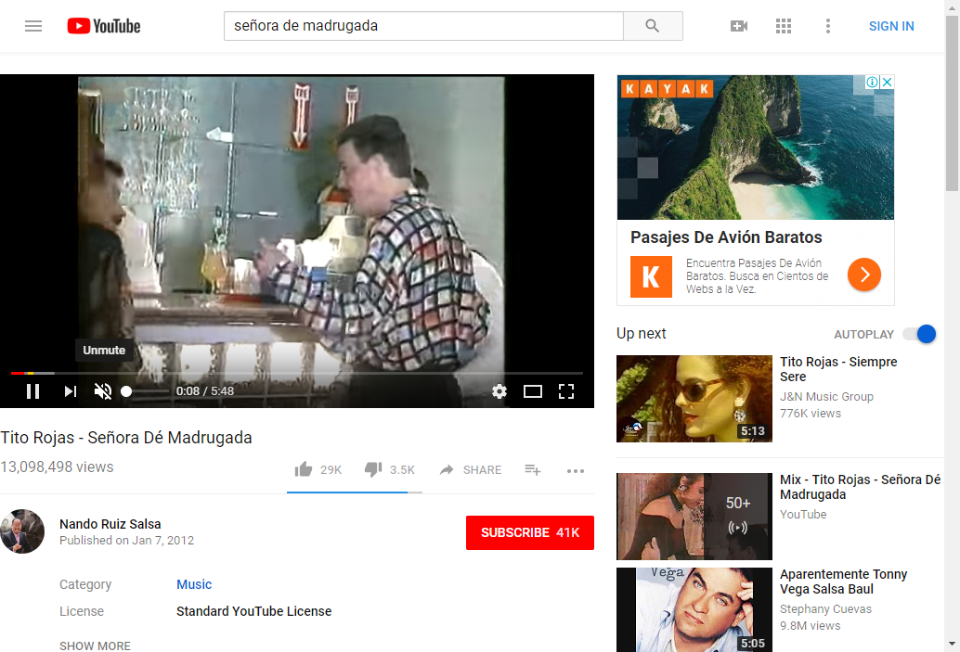 YouTube
señora de madrugada
SIGN IN
Unmute
0:08 / 5:48
Tito Rojas - Señora Dé Madrugada
13,098,498 views
29K
3.5K
SHARE
Nando Ruiz Salsa
Published on Jan 7, 2012
SUBSCRIBE 41K
Category
Music
License
Standard YouTube License
SHOW MORE
KAYAK
Pasajes De Avión Baratos
K
Encuentra Pasajes De Avión
Baratos. Busca en Cientos de
Webs a la Vez.
Up next
AUTOPLAY
5:13
Tito Rojas - Siempre
Sere
J&N Music Group
776K views
50+
Mix - Tito Rojas - Señora Dé
Madrugada
YouTube
Vega
5:05
Aparentemente Tonny
Vega Salsa Baul
Stephany Cuevas
9.8M views